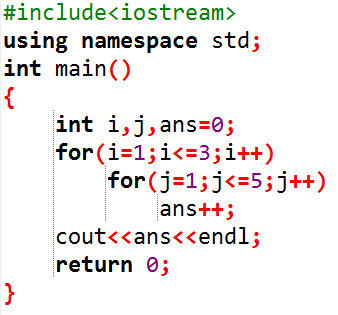 #include<iostream>
using namespace std;
int main()
{
    int i,j,ans=0;
    for(i=1;i<=3;i++)
        for(j=1;j<=5;j++)
            ans++;
    cout<<ans<<endl;
    return 0;
}